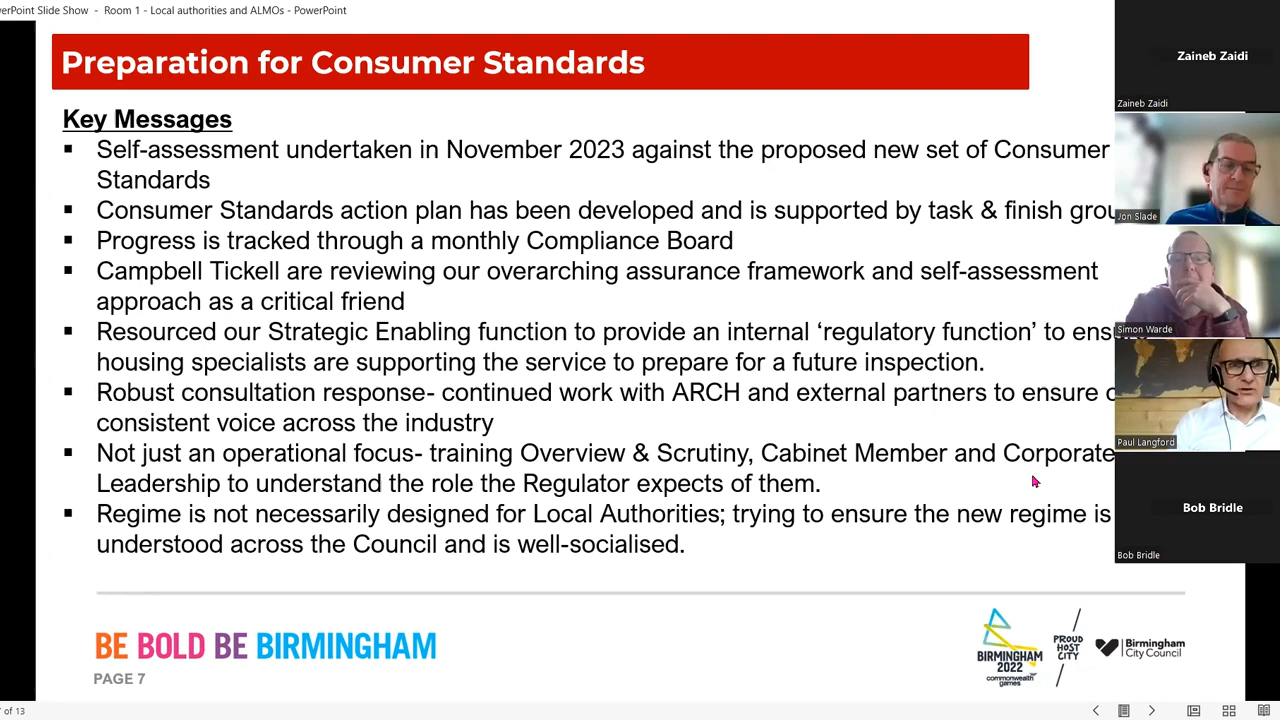 PowerPoint Slide Show - Room 1 - Local authorities and ALMOs - PowerPoint
Preparation for Consumer Standards
Key Messages
▪ Self-assessment undertaken in November 2023 against the proposed new set of Consumer
Standards
▪ Consumer Standards action plan has been developed and is supported by task & finish
▪ Progress is tracked through a monthly Compliance Board
▪ Campbell Tickell are reviewing our overarching assurance framework and self-assessment
approach as a critical friend
▪ Resourced our Strategic Enabling function to provide an internal ‘regulatory function’ to
housing specialists are supporting the service to prepare for a future inspection.
▪ Robust consultation response- continued work with ARCH and external partners to ensure
consistent voice across the industry
▪ Not just an operational focus- training Overview & Scrutiny, Cabinet Member and Corporate
Leadership to understand the role the Regulator expects of them.
▪ Regime is not necessarily designed for Local Authorities; trying to ensure the new regime is
understood across the Council and is well-socialised.
BE BOLD BE BIRMINGHAM
PAGE 7
BIRMINGHAM
2022
commonwealth
games
PROUD
HOST
CITY
Birmingham
City Council
of 13
Zaineb Zaidi
Zaineb Zaidi
Jon Slade
Simon Warde
Paul Langford
Bob Bridle
Bob Bridle